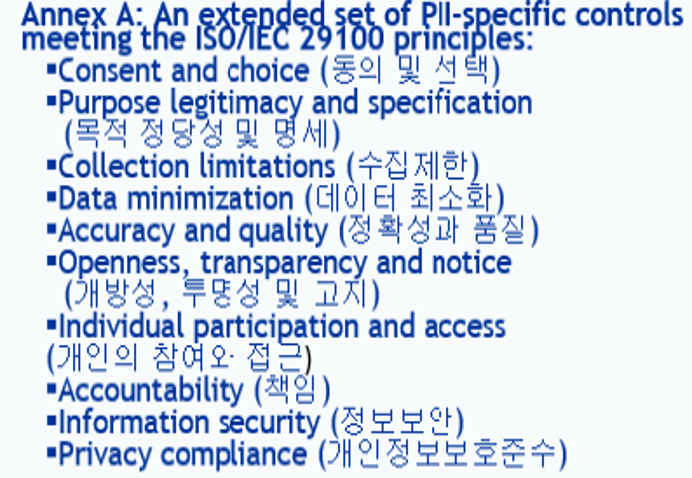 Annex A: An extended set of PII-specific controls
meeting the ISO/IEC 29100 principles:
▪Consent and choice (동의 및 선택)
▪Purpose legitimacy and specification
(목적 정당성 및 명세)
▪Collection limitations (수집제한)
▪Data minimization (데이터 최소화)
▪Accuracy and quality (정확성과 품질)
▪Openness, transparency and notice
(개방성, 투명성 및 고지)
▪Individual participation and access
(개인의 참여와 접근)
▪Accountability (책임)
▪Information security (정보보안)
▪Privacy compliance (개인정보보호준수)